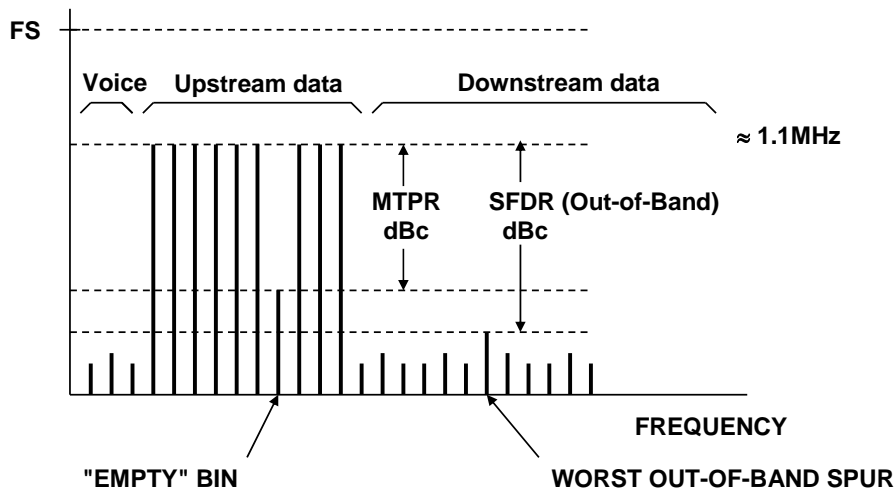 FS
Voice Upstream data Downstream data
≈ 1.1MHz
MTPR SFDR (Out-of-Band)
dBc dBc
FREQUENCY
"EMPTY" BIN WORST OUT-OF-BAND SPUR